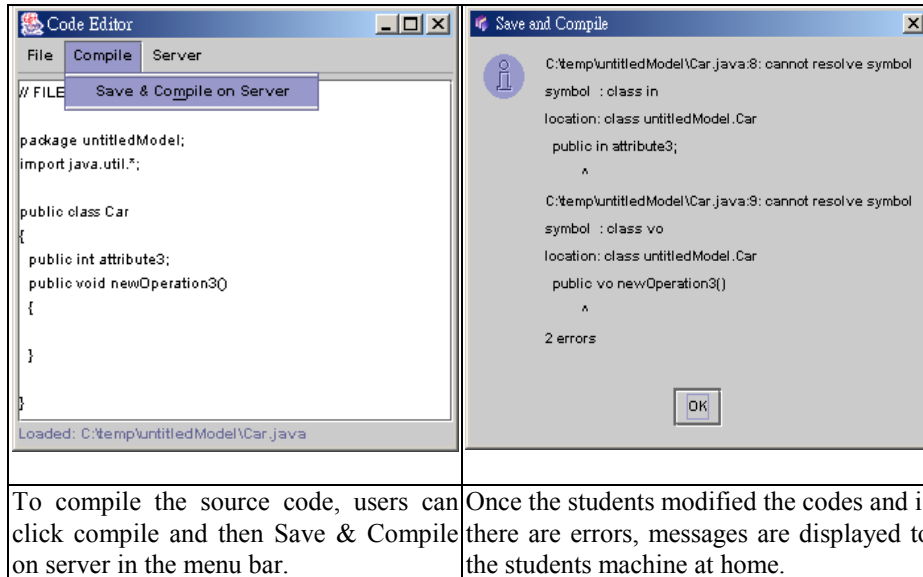 Code Editor
File Compile Server
Save & Compile on Server
// FILE
package untitledModel;
import java.util.*;
public class Car
{
public int attribute3;
public void newOperation3()
{
}
}
Loaded: C:\temp\untitledModel\Car.java
Save and Compile
C:\temp\untitledModel\Car.java:8: cannot resolve symbol
symbol : class in
location: class untitledModel.Car
public in attribute3;
^
C:\temp\untitledModel\Car.java:9: cannot resolve symbol
symbol : class vo
location: class untitledModel.Car
public vo newOperation3()
^
2 errors
OK
To compile the source code, users can
click compile and then Save & Compile
on server in the menu bar.
Once the students modified the codes and i
there are errors, messages are displayed to
the students machine at home.